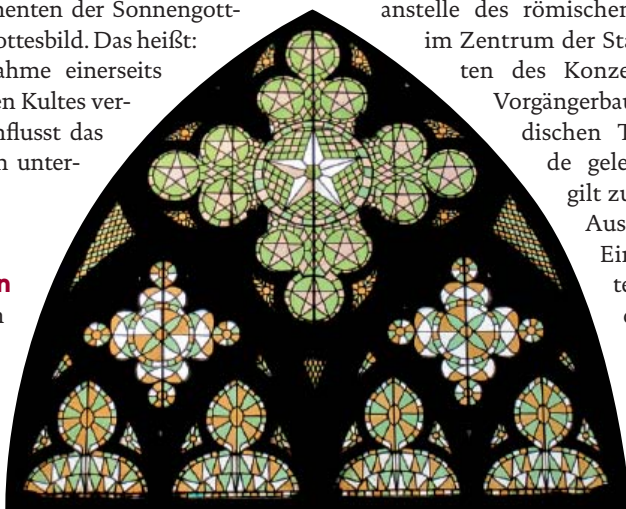 menten der Sonnengott-
ottesbild. Das heißt:
ahme einerseits
en Kultes ver-
nflusst das
n unter-
n
n
anstelle des römischen
im Zentrum der Sta
ten des Konze
Vorgängerbau
dischen T
de gele
gilt zu
Aus
Ein
te